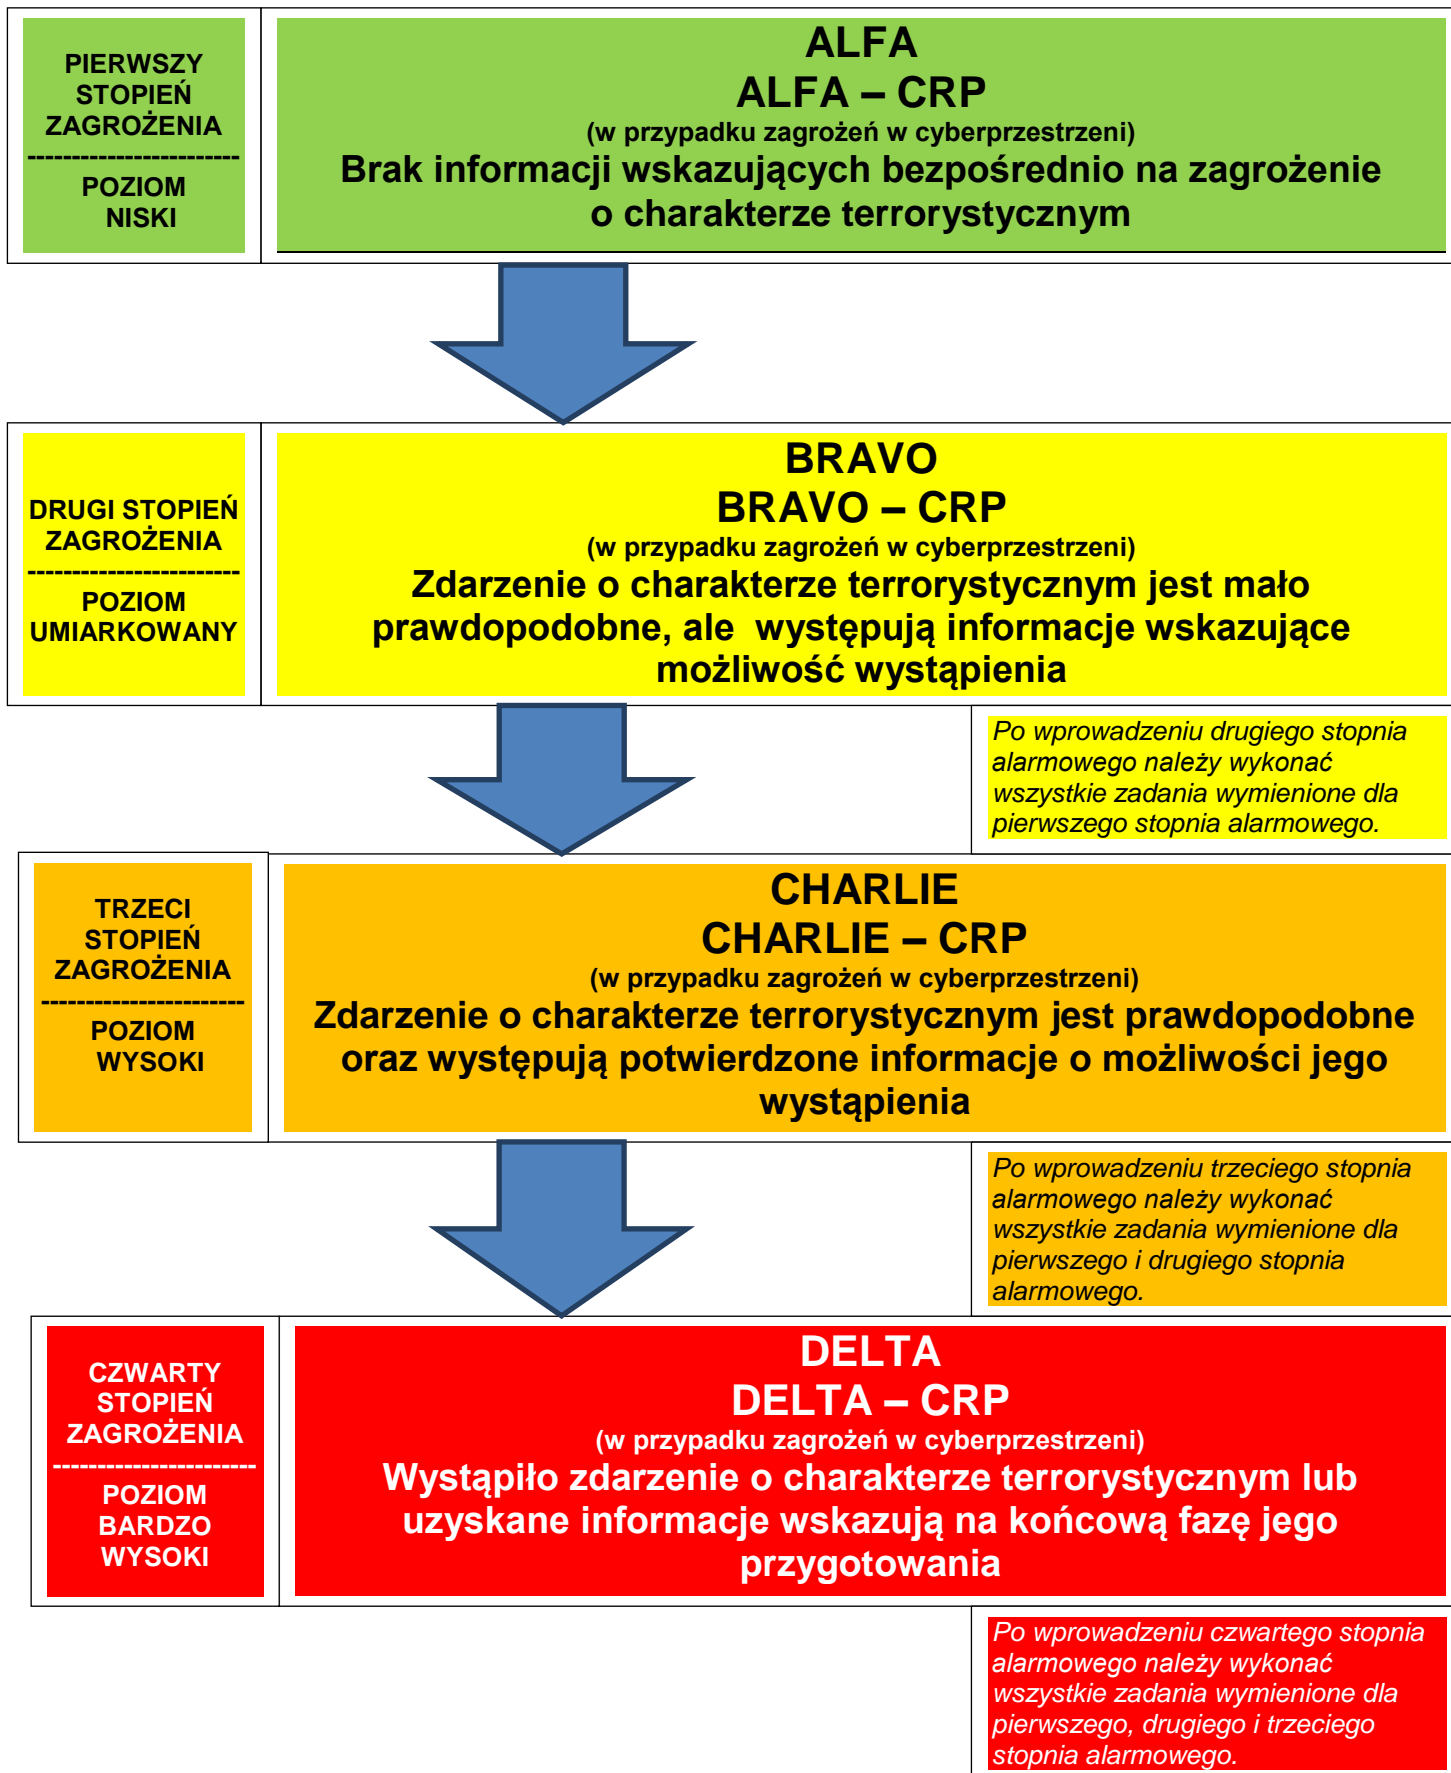 PIERWSZY
STOPIEŃ
ZAGROŻENIA
------------------------
POZIOM
NISKI
ALFA
ALFA – CRP
(w przypadku zagrożeń w cyberprzestrzeni)
Brak informacji wskazujących bezpośrednio na zagrożenie
o charakterze terrorystycznym
DRUGI STOPIEŃ
ZAGROŻENIA
------------------------
POZIOM
UMIARKOWANY
BRAVO
BRAVO – CRP
(w przypadku zagrożeń w cyberprzestrzeni)
Zdarzenie o charakterze terrorystycznym jest mało
prawdopodobne, ale  występują informacje wskazujące
możliwość wystąpienia
Po wprowadzeniu drugiego stopnia
alarmowego należy wykonać
wszystkie zadania wymienione dla
pierwszego stopnia alarmowego.
TRZECI
STOPIEŃ
ZAGROŻENIA
-----------------------
POZIOM
WYSOKI
CHARLIE
CHARLIE – CRP
(w przypadku zagrożeń w cyberprzestrzeni)
Zdarzenie o charakterze terrorystycznym jest prawdopodobne
oraz występują potwierdzone informacje o możliwości jego
wystąpienia
Po wprowadzeniu trzeciego stopnia
alarmowego należy wykonać
wszystkie zadania wymienione dla
pierwszego i drugiego stopnia
alarmowego.
CZWARTY
STOPIEŃ
ZAGROŻENIA
-----------------------
POZIOM
BARDZO
WYSOKI
DELTA
DELTA – CRP
(w przypadku zagrożeń w cyberprzestrzeni)
Wystąpiło zdarzenie o charakterze terrorystycznym lub
uzyskane informacje wskazują na końcową fazę jego
przygotowania
Po wprowadzeniu czwartego stopnia
alarmowego należy wykonać
wszystkie zadania wymienione dla
pierwszego, drugiego i trzeciego
stopnia alarmowego.